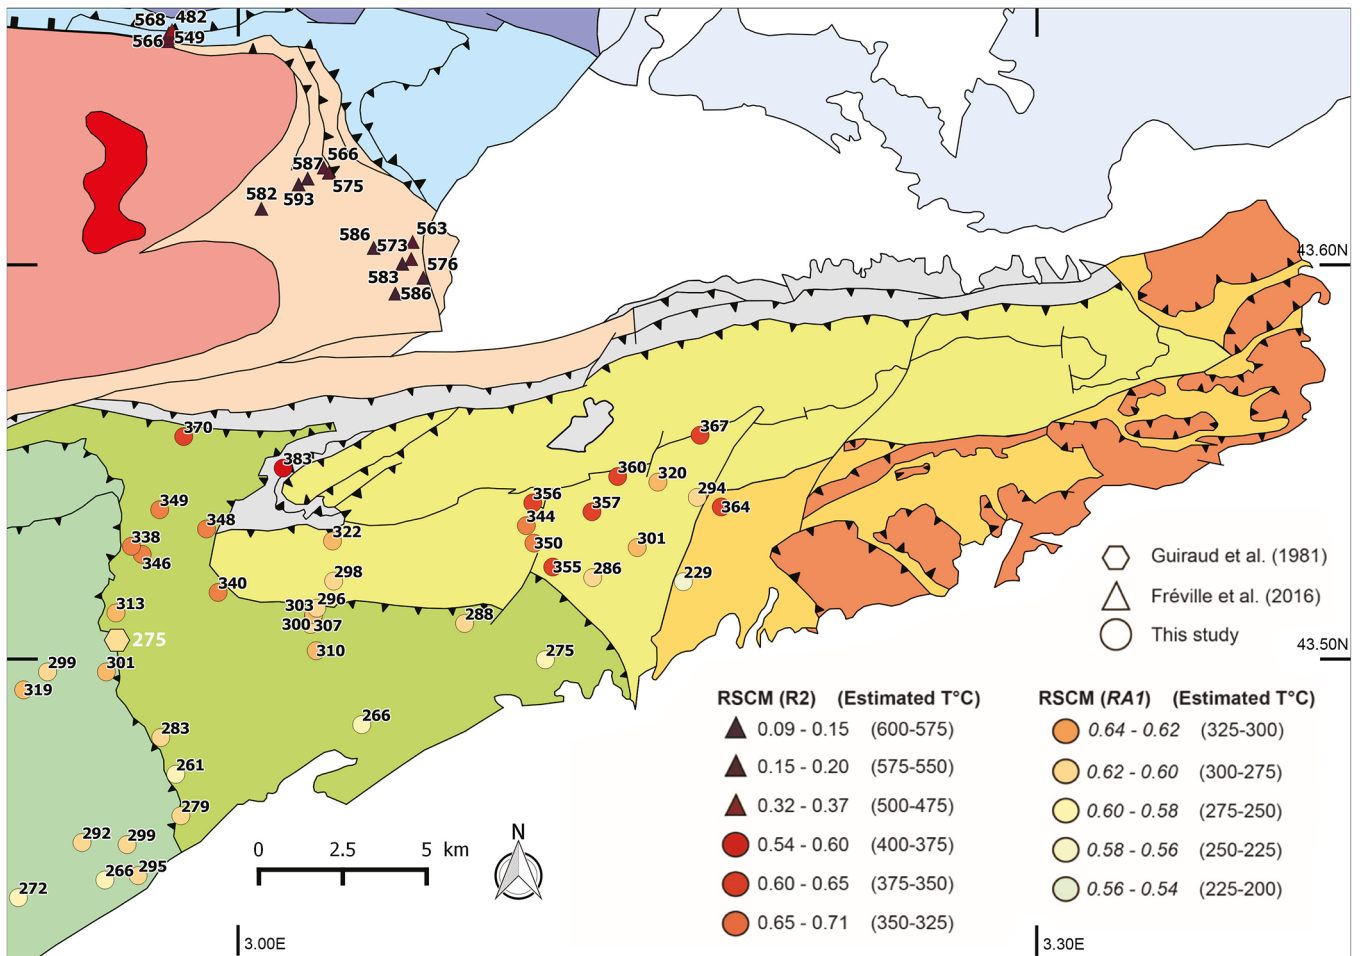 568 482
566 549
566
587
575
593
582
563
586 573
576
583
586
43.60N
370
367
383
360
320
294
364
349
356
357
344
348
322
338
350
301
346
355
286
229
298
340
303 296
313
300 307
288
275
310
275
299
301
319
266
283
261
279
292
299
266
295
272
Guiraud et al. (1981)
Fréville et al. (2016)
This study
43.50N
RSCM (R2) (Estimated T°C)
0.09 - 0.15 (600-575)
0.15 - 0.20 (575-550)
0.32 - 0.37 (500-475)
0.54 - 0.60 (400-375)
0.60 - 0.65 (375-350)
0.65 - 0.71 (350-325)
RSCM (RA1) (Estimated T°C)
0.64 - 0.62 (325-300)
0.62 - 0.60 (300-275)
0.60 - 0.58 (275-250)
0.58 - 0.56 (250-225)
0.56 - 0.54 (225-200)
0 2.5 5 km
N
3.00E
3.30E